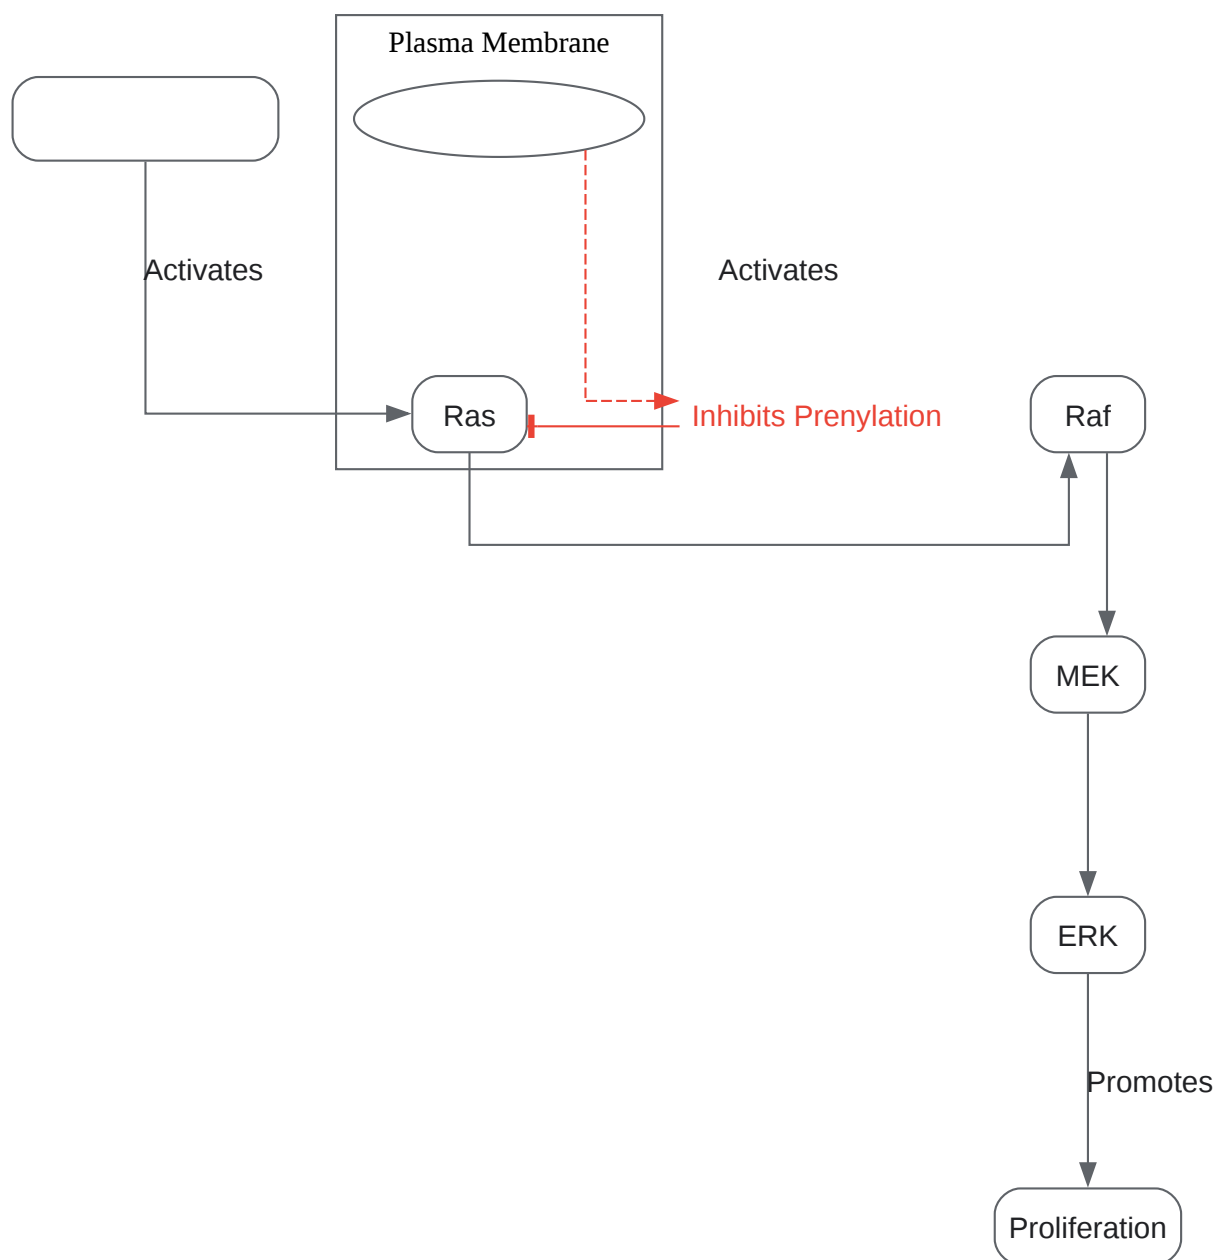 Plasma Membrane
Activates
Activates
Ras
Inhibits Prenylation
Raf
MEK
ERK
Promotes
Proliferation